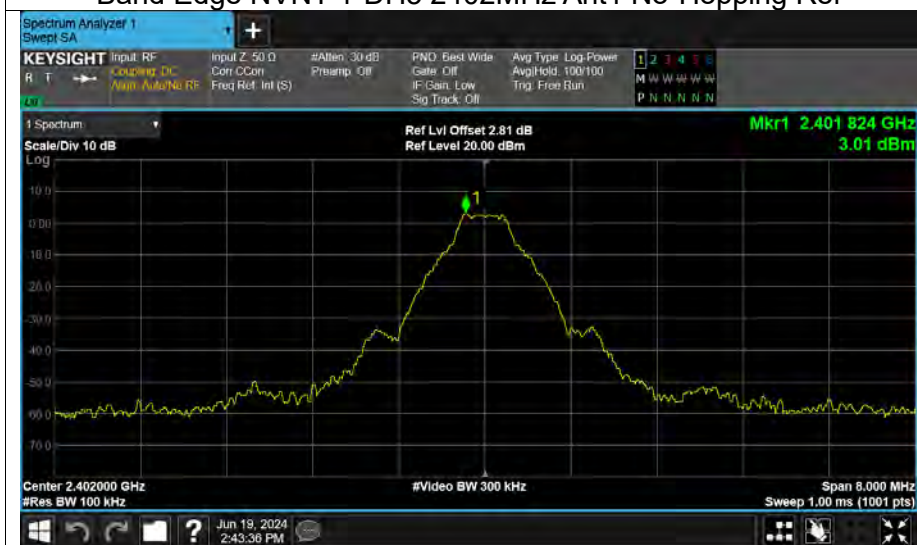 Band Edge NVNT 1-DH5 2402MHz Ant1 No-Hopping Ref
Spectrum Analyzer 1
Swept SA
+
KEYSIGHT
R T
Input: RF
Coupling: DC
Align: Auto/No RF
Input Z: 50 Ω
Corr CCorr
Freq Ref: Int (S)
#Atten: 30 dB
Preamp: Off
PNO: Best Wide
Gate: Off
IF Gain: Low
Sig Track: Off
Avg Type: Log-Power
Avg|Hold: 100/100
Trig: Free Run
1 2 3 4 5 6
M W W W W W
P N N N N N
1 Spectrum
Scale/Div 10 dB
Log
Ref Lvl Offset 2.81 dB
Ref Level 20.00 dBm
Mkr1 2.401 824 GHz
3.01 dBm
10.0
0.00
-10.0
-20.0
-30.0
-40.0
-50.0
-60.0
-70.0
1
Center 2.402000 GHz
#Res BW 100 kHz
#Video BW 300 kHz
Span 8.000 MHz
Sweep 1.00 ms (1001 pts)
?
Jun 19, 2024
2:43:36 PM